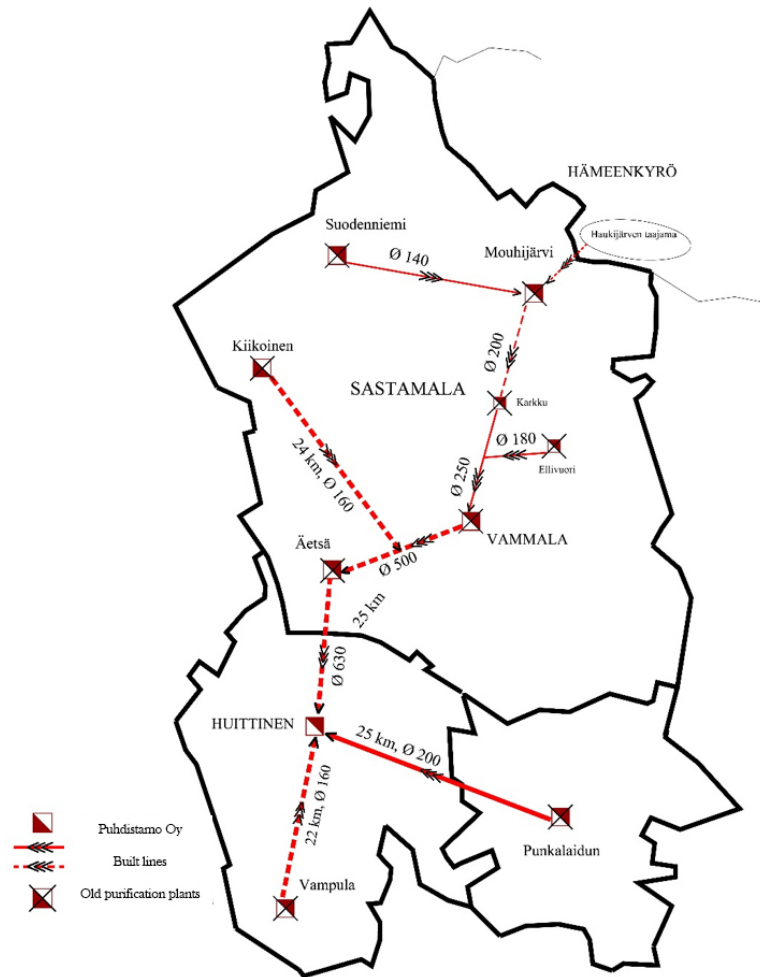 HÄMEENKYRÖ
Suodenniemi
Haukijärven taajama
Mouhijärvi
Ø 140
Ø 200
Kiikoinen
SASTAMALA
Karkku
Ø 180
Ellivuori
24 km, Ø 160
Ø 250
VAMMALA
Äetsä
Ø 500
25 km
Ø 630
HUITTINEN
25 km, Ø 200
22 km, Ø 160
Punkalaidun
Vampula
Puhdistamo Oy
Built lines
Old purification plants